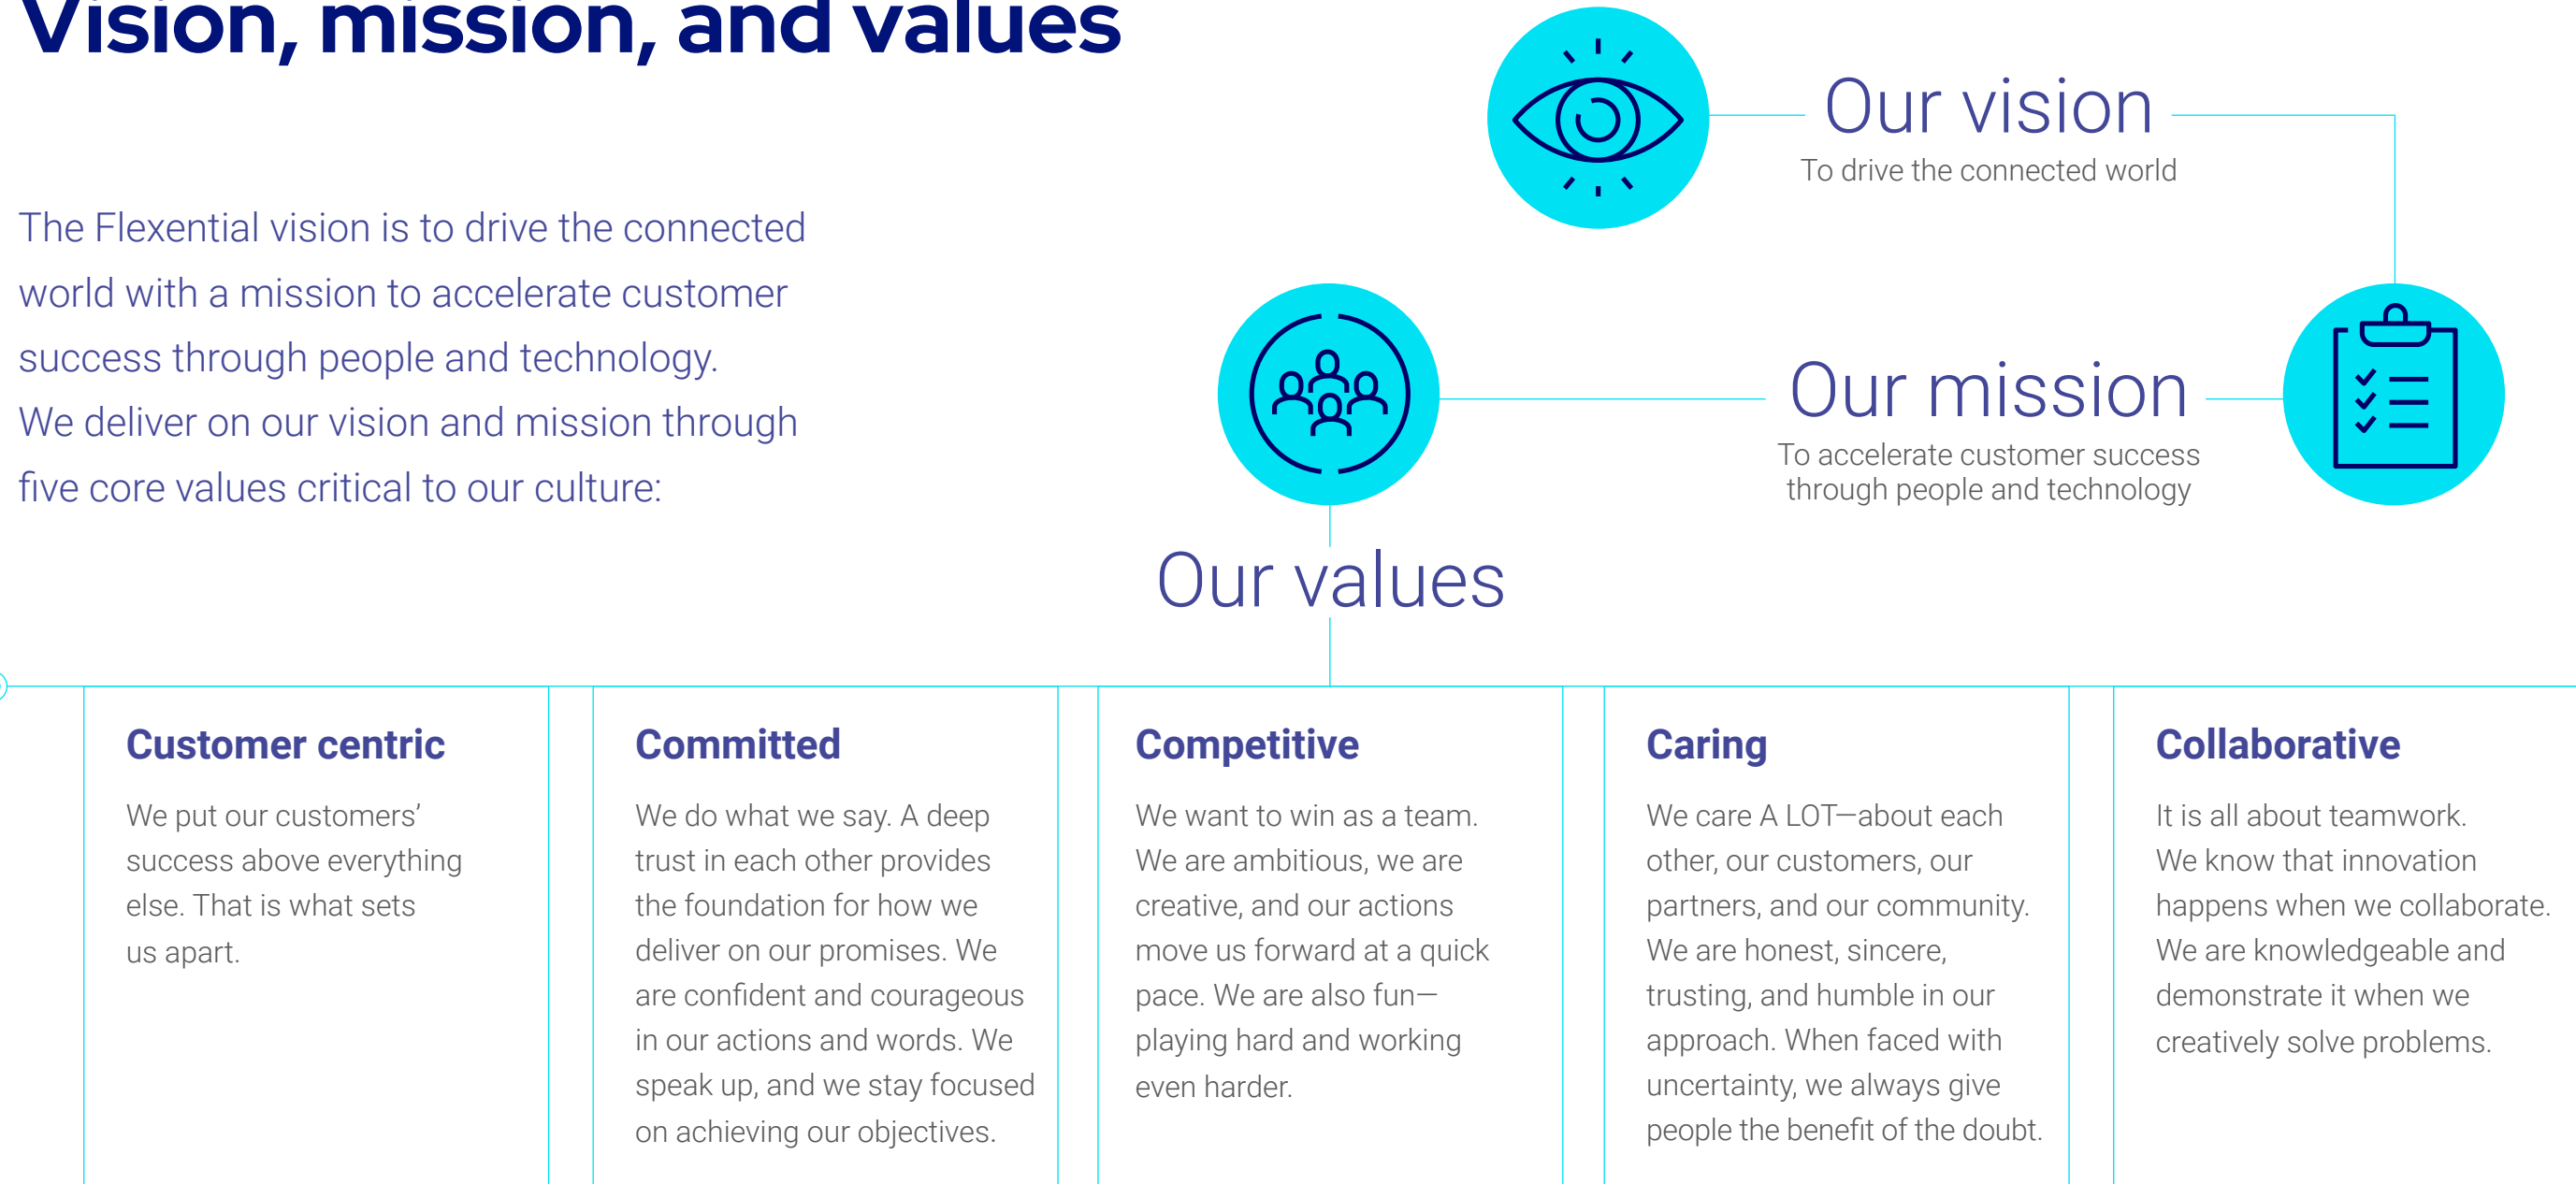 Vision, mission, and values
The Flexential vision is to drive the connected
world with a mission to accelerate customer
success through people and technology.
We deliver on our vision and mission through
five core values critical to our culture:
Our vision
To drive the connected world
Our mission
To accelerate customer success
through people and technology
Our values
Customer centric
We put our customers’
success above everything
else. That is what sets
us apart.
Committed
We do what we say. A deep
trust in each other provides
the foundation for how we
deliver on our promises. We
are confident and courageous
in our actions and words. We
speak up, and we stay focused
on achieving our objectives.
Competitive
We want to win as a team.
We are ambitious, we are
creative, and our actions
move us forward at a quick
pace. We are also fun—
playing hard and working
even harder.
Caring
We care A LOT—about each
other, our customers, our
partners, and our community.
We are honest, sincere,
trusting, and humble in our
approach. When faced with
uncertainty, we always give
people the benefit of the doubt.
Collaborative
It is all about teamwork.
We know that innovation
happens when we collaborate.
We are knowledgeable and
demonstrate it when we
creatively solve problems.